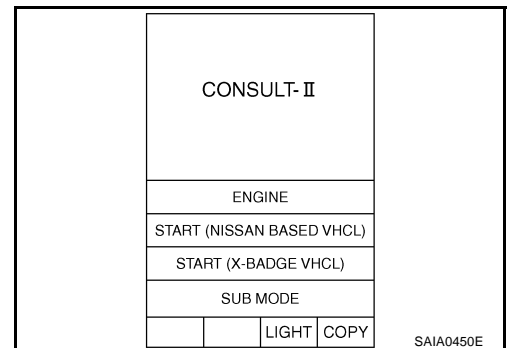 CONSULT-Ⅱ
ENGINE
START (NISSAN BASED VHCL)
START (X-BADGE VHCL)
SUB MODE
LIGHT COPY
SAIA0450E